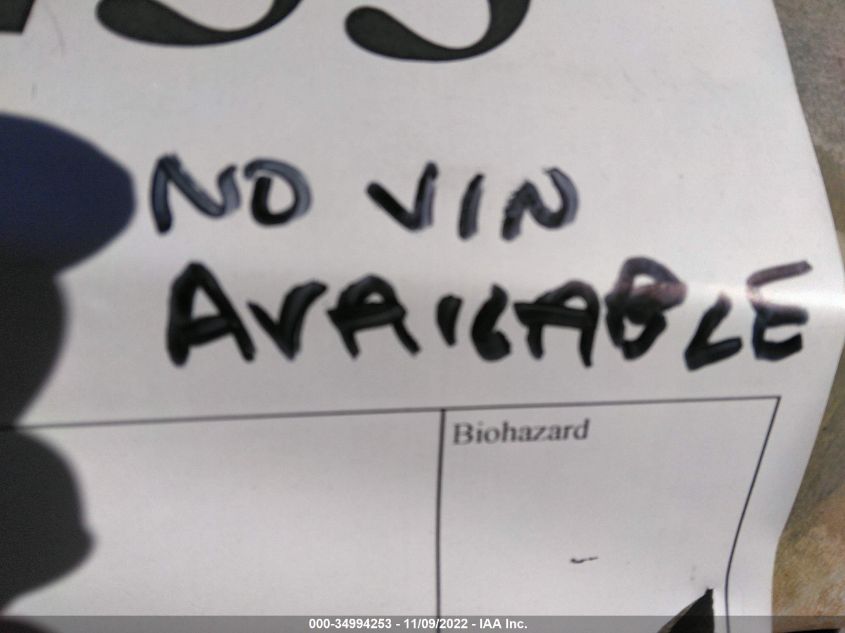 NO VIN
AVAILABLE
Biohazard
000-34994253 - 11/09/2022 - IAA Inc.